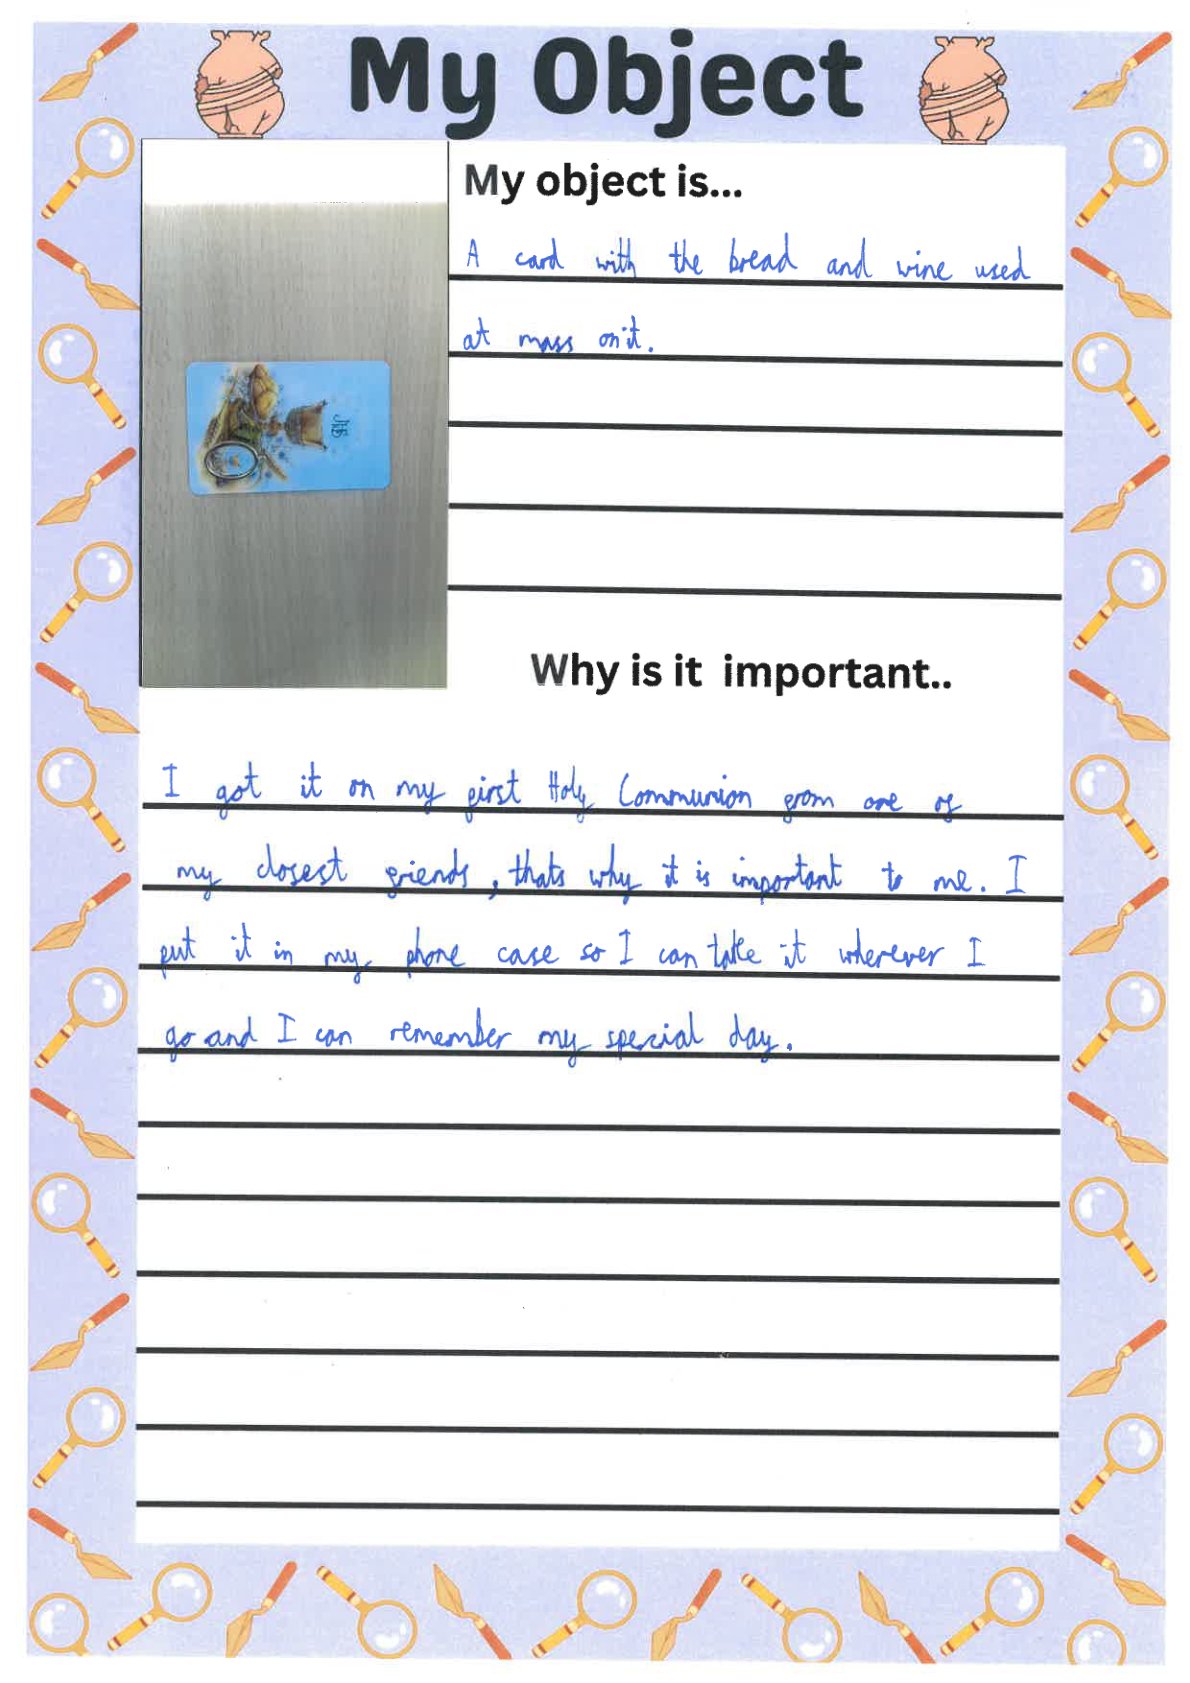 My Object
My object is...
A card with the bread and wine used
at mass on it.
JHS
Why is it important..
I got it on my first Holy Communion from one of
my closest friends, thats why it is important to me. I
put it in my phone case so I can take it wherever I
go and I can remember my special day.